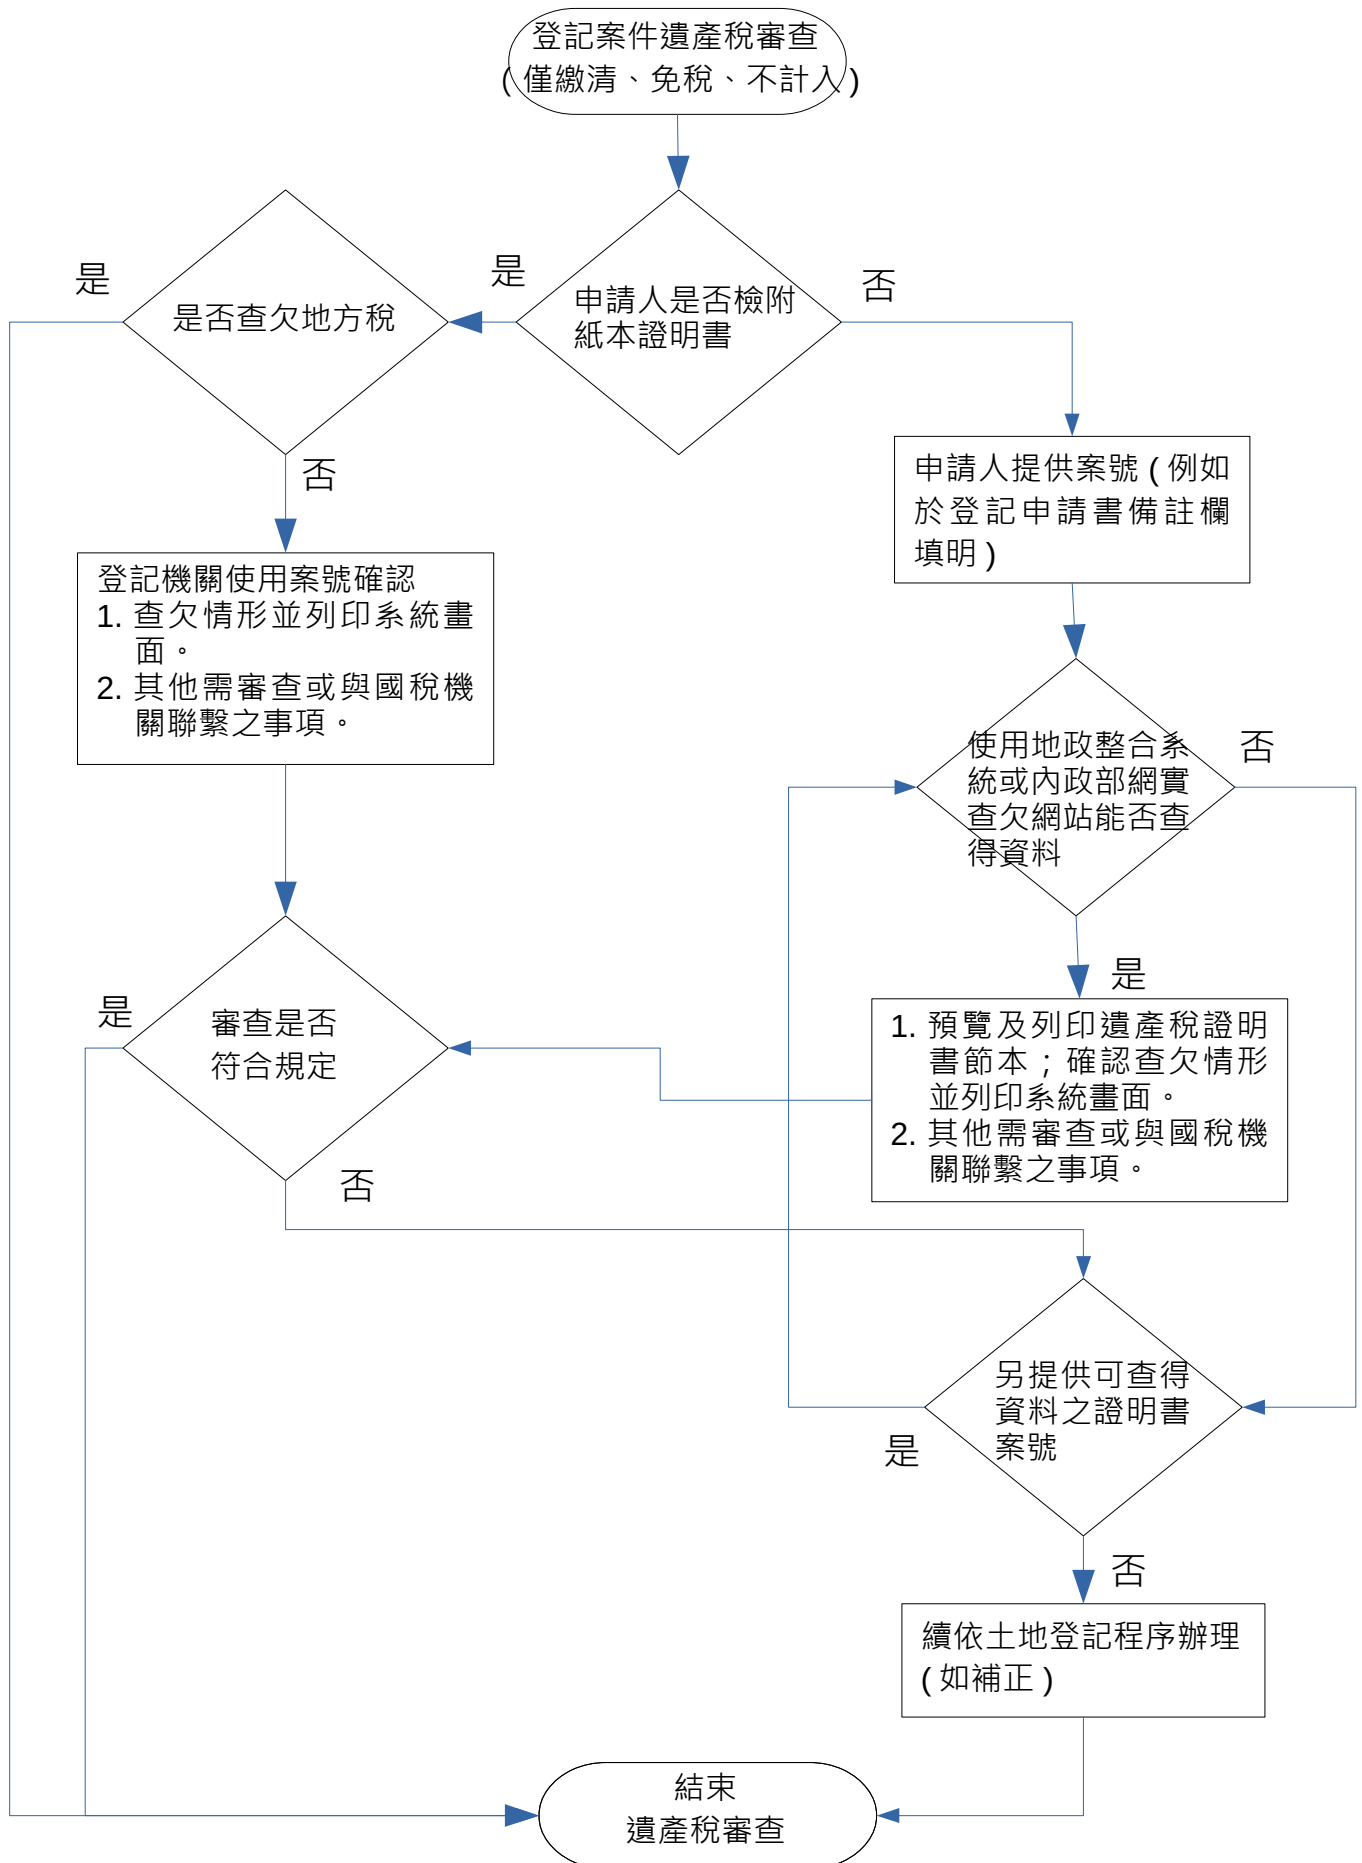 登記案件遺產稅審查
(僅繳清、免稅、不計入)
是
是否查欠地方稅
是
申請人是否檢附
紙本證明書
否
否
申請人提供案號(例如
於登記申請書備註欄
填明)
登記機關使用案號確認
1. 查欠情形並列印系統畫
面。
2. 其他需審查或與國稅機
關聯繫之事項。
使用地政整合系
統或內政部網實
查欠網站能否查
得資料
否
是
是
審查是否
符合規定
1. 預覽及列印遺產稅證明
書節本；確認查欠情形
並列印系統畫面。
2. 其他需審查或與國稅機
關聯繫之事項。
否
另提供可查得
資料之證明書
案號
是
否
續依土地登記程序辦理
(如補正)
結束
遺產稅審查